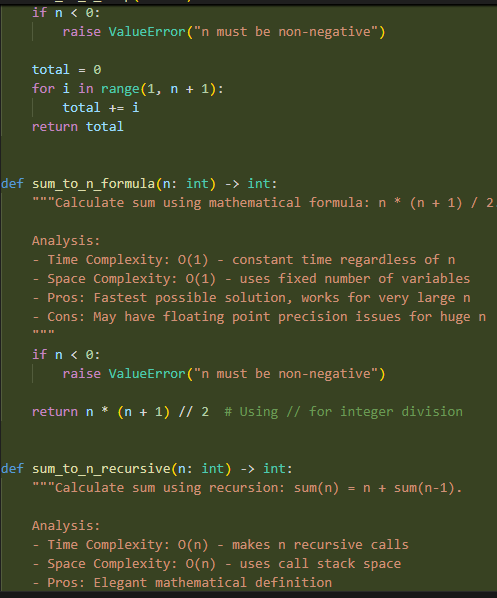 if n < 0:
        raise ValueError("n must be non-negative")

    total = 0
    for i in range(1, n + 1):
        total += i
    return total


def sum_to_n_formula(n: int) -> int:
    """Calculate sum using mathematical formula: n * (n + 1) / 2

    Analysis:
    - Time Complexity: O(1) - constant time regardless of n
    - Space Complexity: O(1) - uses fixed number of variables
    - Pros: Fastest possible solution, works for very large n
    - Cons: May have floating point precision issues for huge n
    """
    if n < 0:
        raise ValueError("n must be non-negative")

    return n * (n + 1) // 2  # Using // for integer division


def sum_to_n_recursive(n: int) -> int:
    """Calculate sum using recursion: sum(n) = n + sum(n-1).

    Analysis:
    - Time Complexity: O(n) - makes n recursive calls
    - Space Complexity: O(n) - uses call stack space
    - Pros: Elegant mathematical definition